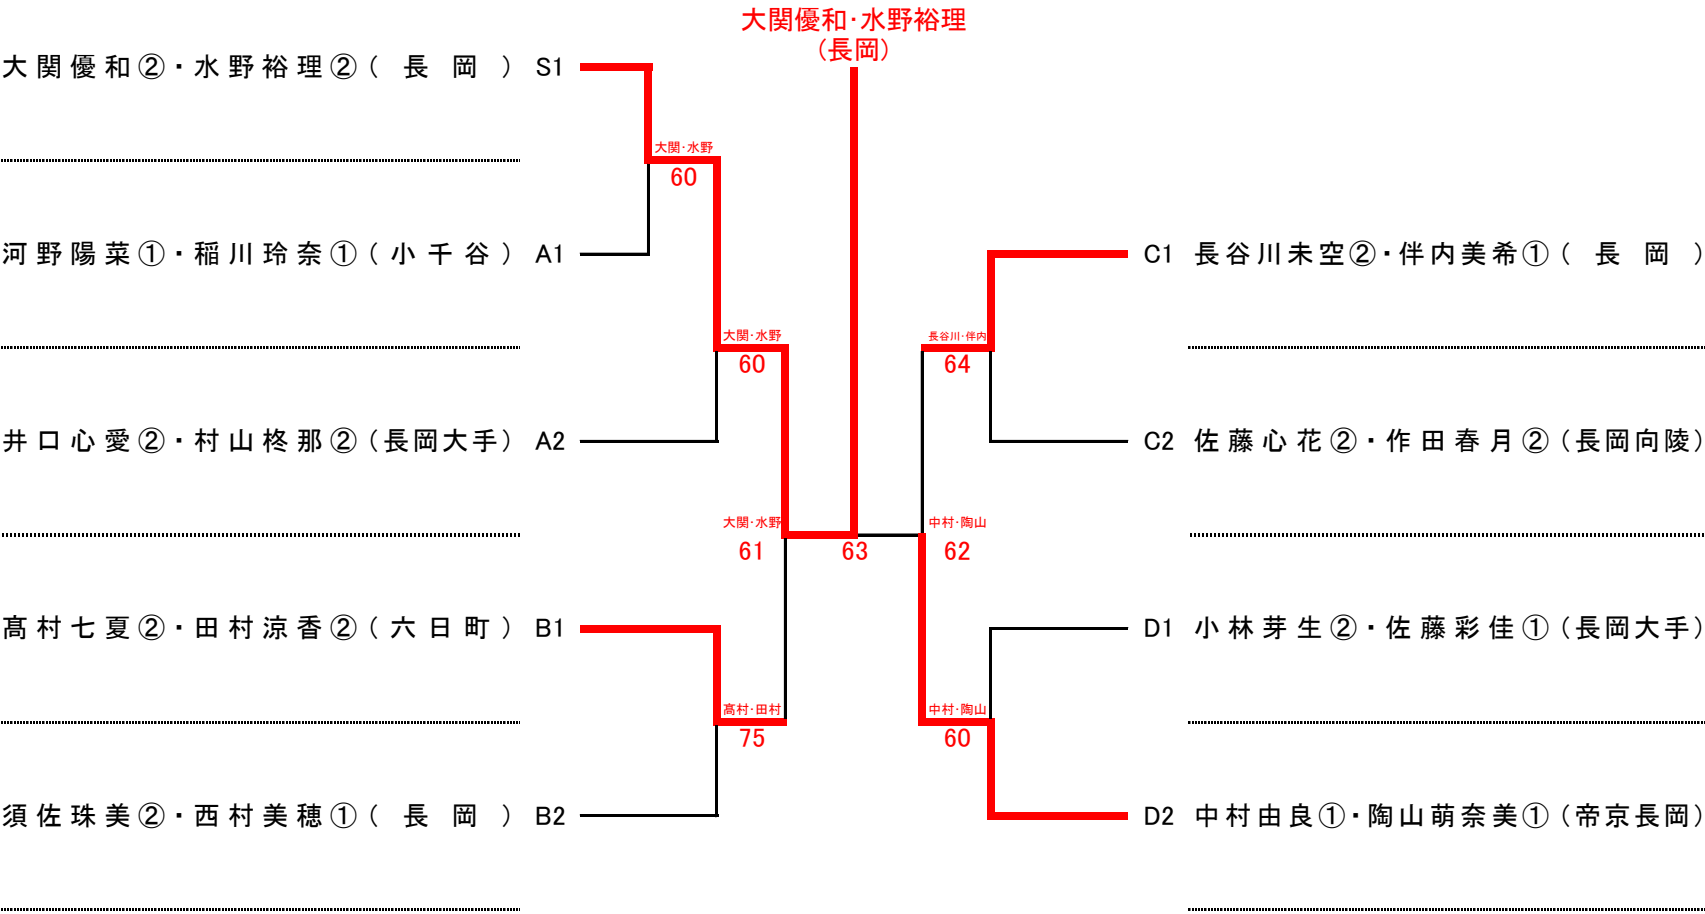 大関優和･水野裕理
(長岡)
大関優和②・水野裕理②(長岡) S1
大関･水野
60
河野陽菜①・稲川玲奈①(小千谷) A1
C1 長谷川未空②・伴内美希①(長岡)
大関･水野
60
長谷川･伴内
64
井口心愛②・村山柊那②(長岡大手) A2
C2 佐藤心花②・作田春月②(長岡向陵)
大関･水野
61
63
中村･陶山
62
髙村七夏②・田村涼香②(六日町) B1
D1 小林芽生②・佐藤彩佳①(長岡大手)
髙村･田村
75
中村･陶山
60
須佐珠美②・西村美穂①(長岡) B2
D2 中村由良①・陶山萌奈美①(帝京長岡)